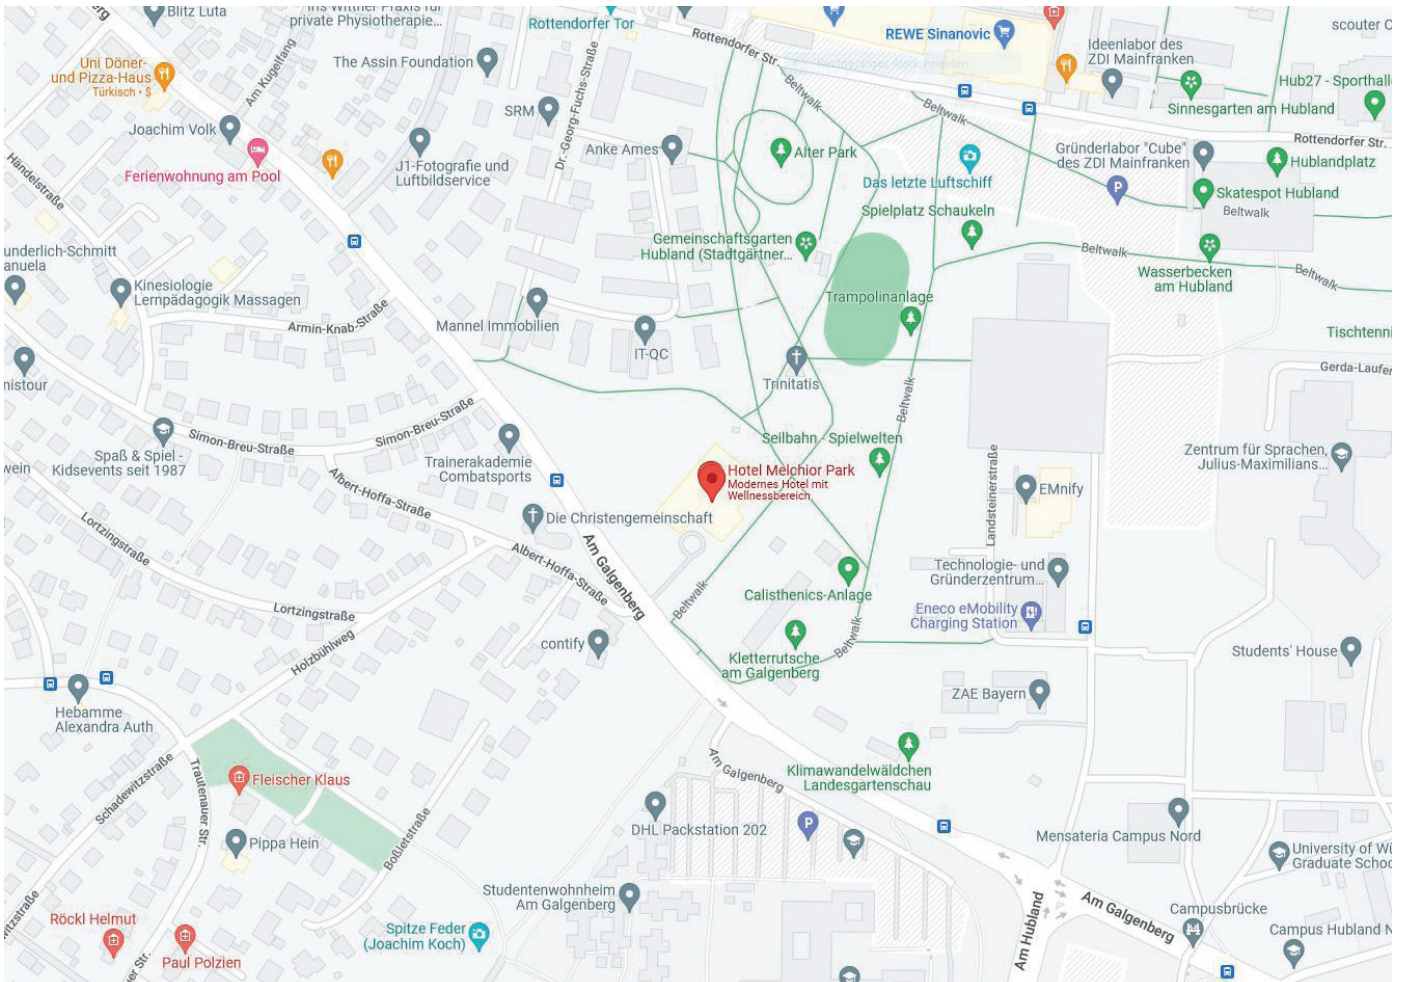 Blitz Luta
private Physiotherapie...
Rottendorfer Tor
Rottendorfer Str.
REWE Sinanovic
scouter C
Uni Döner-
und Pizza-Haus
Türkisch • $
Am Kugelfang
The Assin Foundation
Dr.-Georg-Fuchs-Straße
Ideenlabor des
ZDI Mainfranken
Hub27 - Sporthalle
Sinnesgarten am Hubland
Beltwalk
Beltwalk
SRM
Joachim Volk
Ferienwohnung am Pool
J1-Fotografie und
Luftbildservice
Anke Ames
Alter Park
Das letzte Luftschiff
Gründerlabor "Cube"
des ZDI Mainfranken
Rottendorfer Str.
Hublandplatz
Skatespot Hubland
Beltwalk
Händelstraße
Spielplatz Schaukeln
Gemeinschaftsgarten
Hubland (Stadtgärtner...
Beltwalk
Wasserbecken
am Hubland
Beltwalk
underlich-Schmitt
anuela
Kinesiologie
Lernpädagogik Massagen
Armin-Knab-Straße
Mannel Immobilien
IT-QC
Trampolinanlage
Tischtenni
Gerda-Laufer
Trinitatis
Beltwalk
nistour
Simon-Breu-Straße
Simon-Breu-Straße
Seilbahn - Spielwelten
Spaß & Spiel -
Kidsevents seit 1987
wein
Trainerakademie
Combatsports
Hotel Melchior Park
Modernes Hotel mit
Wellnessbereich
Zentrum für Sprachen,
Julius-Maximilians...
Albert-Hoffa-Straße
EMnify
Landsteinerstraße
Lortzingstraße
Die Christengemeinschaft
Albert-Hoffa-Straße
Am Galgenberg
Technologie- und
Gründerzentrum...
Calisthenics-Anlage
Beltwalk
Eneco eMobility
Charging Station
Lortzingstraße
Holzbühlweg
contify
Beltwalk
Kletterrutsche
am Galgenberg
Students' House
ZAE Bayern
Hebamme
Alexandra Auth
Schadewitzstraße
Trautenauer Str.
Fleischer Klaus
Am Galgenberg
Klimawandelwäldchen
Landesgartenschau
DHL Packstation 202
P
P
Mensateria Campus Nord
Pippa Hein
Boßletstraße
University of Wü
Graduate Schoo
Studentenwohnheim
Am Galgenberg
Röckl Helmut
Paul Polzien
Spitze Feder
(Joachim Koch)
Am Hubland
Am Galgenberg
Campusbrücke
Campus Hubland N